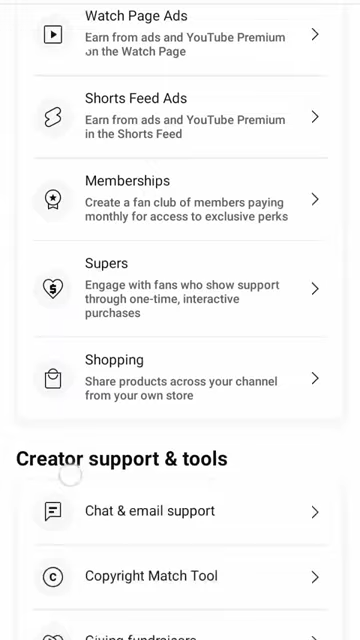 Watch Page Ads
Earn from ads and YouTube Premium
on the Watch Page
Shorts Feed Ads
Earn from ads and YouTube Premium
in the Shorts Feed
Memberships
Create a fan club of members paying
monthly for access to exclusive perks
Supers
Engage with fans who show support
through one-time, interactive
purchases
Shopping
Share products across your channel
from your own store
Creator support & tools
Chat & email support
Copyright Match Tool
Giving fundraisers